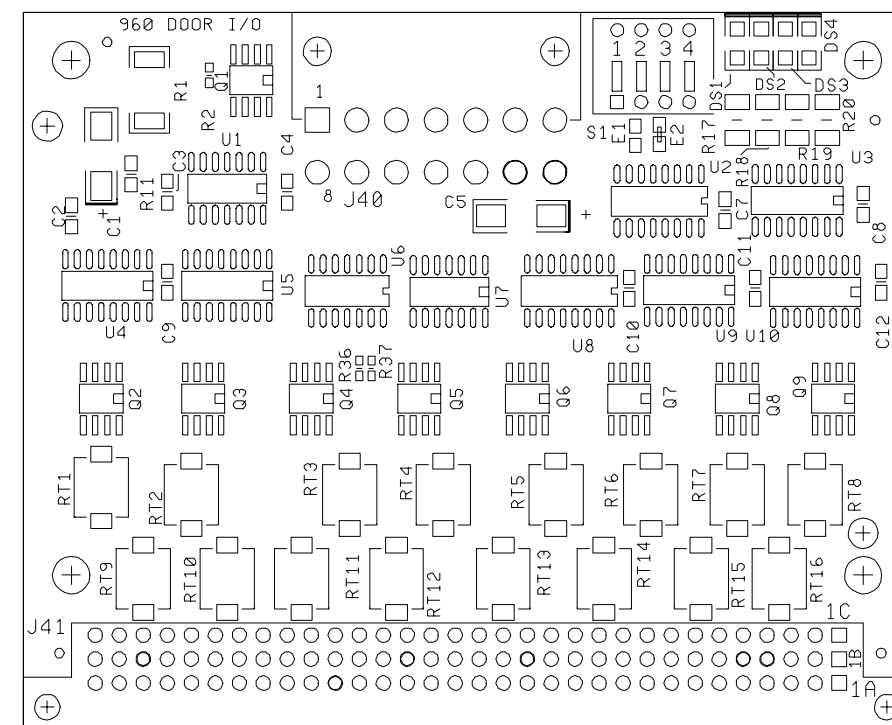 960 DOOR I/O
1 2 3 4
DS4
R1
Q1
DS1
DS2
DS3
R2
1
U1
C4
S1
E1
E2
R17
R18
R19
R20
U2
U3
C3
R11
C2
C1
+
8
J40
C5
+
C7
C8
C11
U4
C9
U5
U6
U7
U8
C10
U9
U10
C12
R36
R37
Q2
Q3
Q4
Q5
Q6
Q7
Q8
Q9
RT1
RT2
RT3
RT4
RT5
RT6
RT7
RT8
RT9
RT10
RT11
RT12
RT13
RT14
RT15
RT16
J41
1C
1B
1A